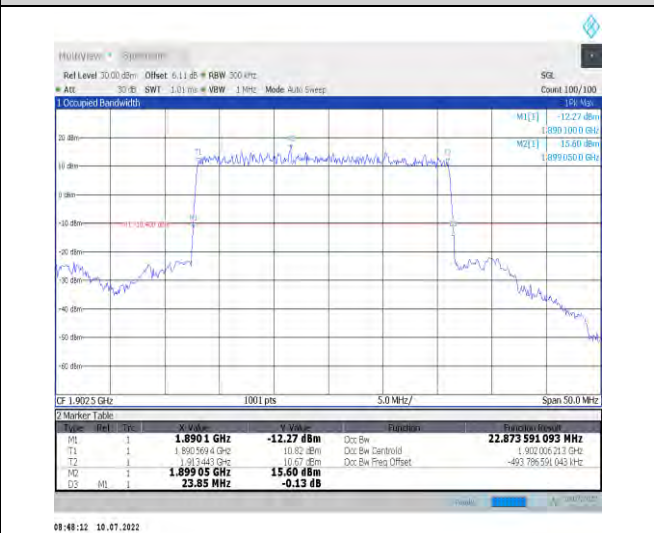 MultiView Spectrum
Ref Level 30.00 dBm Offset 6.11 dB RBW 300 kHz SGL
Att 30 dB SWT 1.01 ms VBW 1 MHz Mode Auto Sweep Count 100/100
1 Occupied Bandwidth 1Pk Max
M1[1] -12.27 dBm
1.890 100 0 GHz
M2[1] 15.60 dBm
1.899 050 0 GHz
20 dBm
10 dBm
0 dBm
-10 dBm
-20 dBm
-30 dBm
-40 dBm
-50 dBm
-60 dBm
CF 1.902 5 GHz 1001 pts 5.0 MHz/ Span 50.0 MHz
2 Marker Table
Type Ref Trc X-Value Y-Value Function Function Result
M1 1 1.890 1 GHz -12.27 dBm Occ Bw 22.873 591 093 MHz
T1 1 1.890 569 4 GHz 10.82 dBm Occ Bw Centroid 1.902 006 213 GHz
T2 1 1.913 443 GHz 10.67 dBm Occ Bw Freq Offset -493.786 591 043 kHz
M2 1 1.899 05 GHz 15.60 dBm
D3 M1 1 23.85 MHz -0.13 dB
08:48:12 10.07.2022